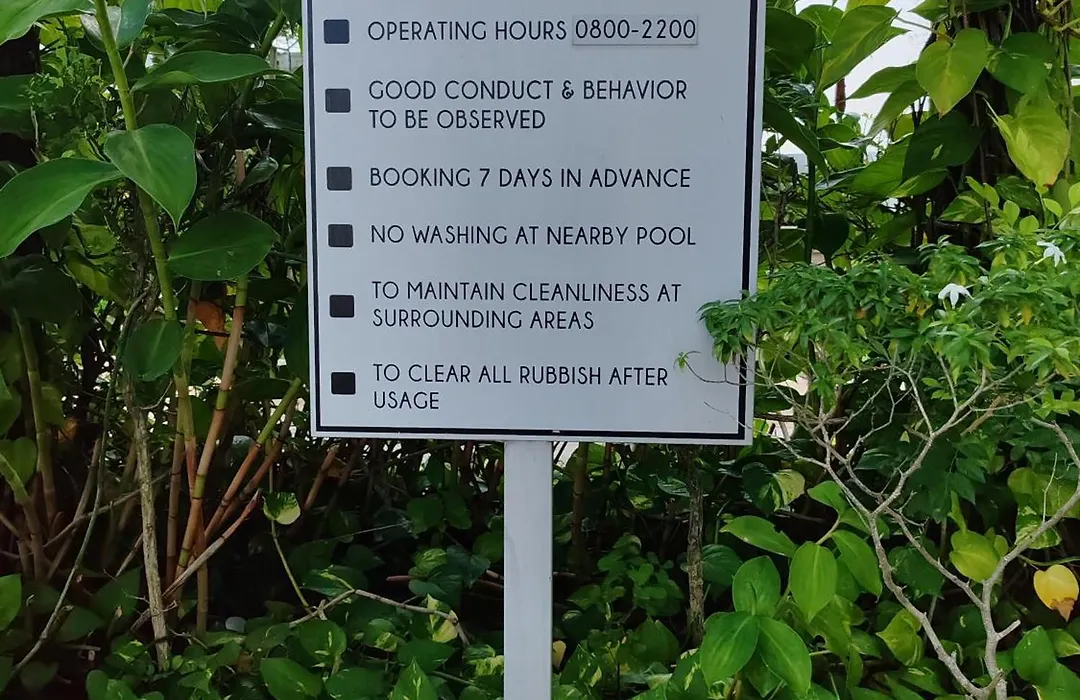 OPERATING HOURS 0800-2200
GOOD CONDUCT & BEHAVIOR
TO BE OBSERVED
BOOKING 7 DAYS IN ADVANCE
NO WASHING AT NEARBY POOL
TO MAINTAIN CLEANLINESS AT
SURROUNDING AREAS
TO CLEAR ALL RUBBISH AFTER
USAGE